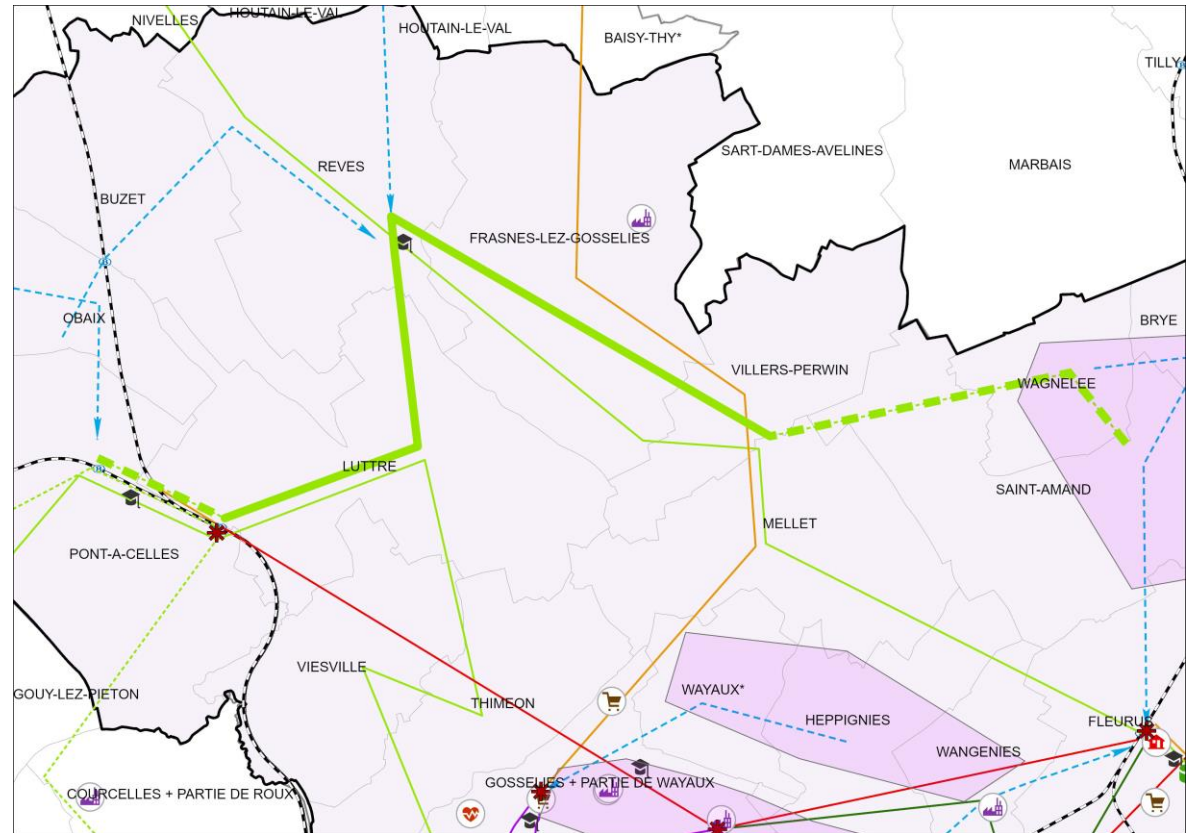 NIVELLES
HOUTAIN-LE-VAL
HOUTAIN-LE-VAL
BAISY-THY*
TILLY
SART-DAMES-AVELINES
MARBAIS
REVES
BUZET
FRASNES-LEZ-GOSSELIES
OBAIX
BRYE
VILLERS-PERWIN
WAGNELEE
LUTTRE
SAINT-AMAND
MELLET
PONT-A-CELLES
VIESVILLE
GOUY-LEZ-PIETON
THIMEON
WAYAUX*
HEPPIGNIES
FLEURUS
WANGENIES
GOSSELIES + PARTIE DE WAYAUX
COURCELLES + PARTIE DE ROUX